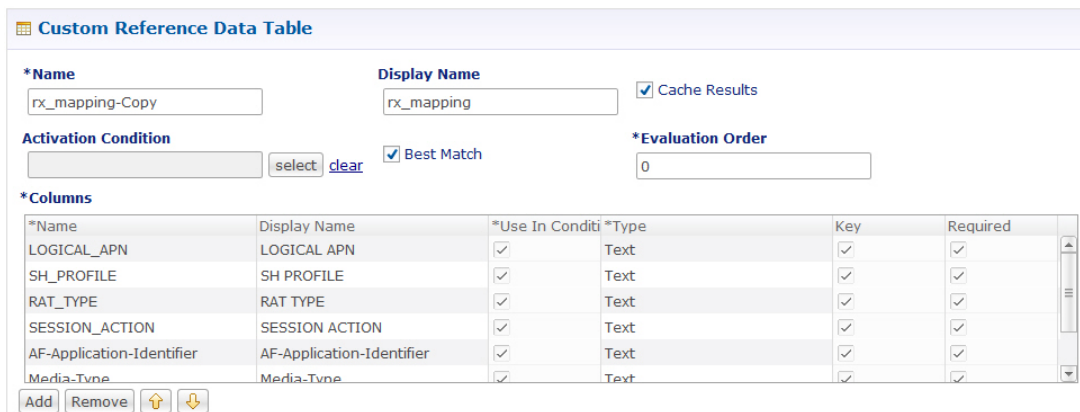 Custom Reference Data Table
*Name Display Name
rx_mapping-Copy rx_mapping Cache Results
Activation Condition *Evaluation Order
select clear Best Match 0
*Columns
*Name Display Name *Use In Conditi *Type Key Required
LOGICAL_APN LOGICAL APN Text
SH_PROFILE SH PROFILE Text
RAT_TYPE RAT TYPE Text
SESSION_ACTION SESSION ACTION Text
AF-Application-Identifier AF-Application-Identifier Text
Media-Type Media-Type Text
Add Remove